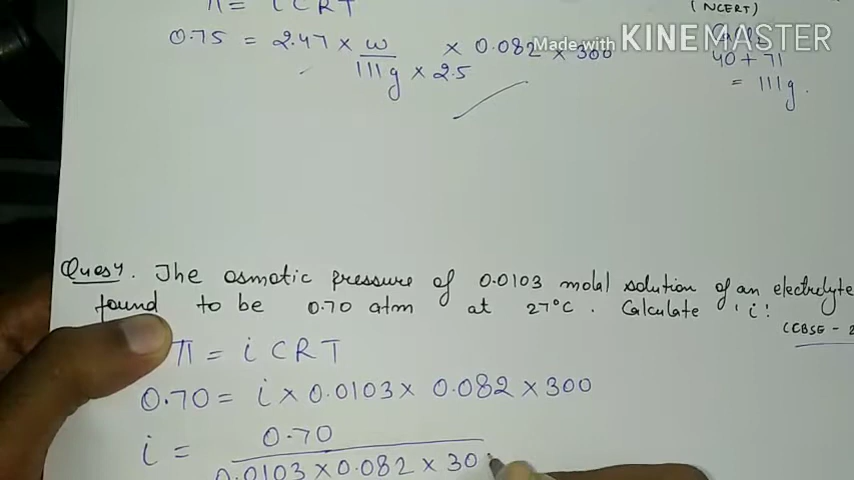 π = i C R T
(NCERT)
0.75 = 2.47 × w × 0.082 × 300
111g × 2.5
40 + 71
= 111g.
Made with KINEMASTER
Ques4. The osmotic pressure of 0.0103 molal solution of an electrolyte
found to be 0.70 atm at 27°C. Calculate 'i'.
(CBSE - 2
π = i C R T
0.70 = i × 0.0103 × 0.082 × 300
i = 0.70
0.0103 × 0.082 × 30